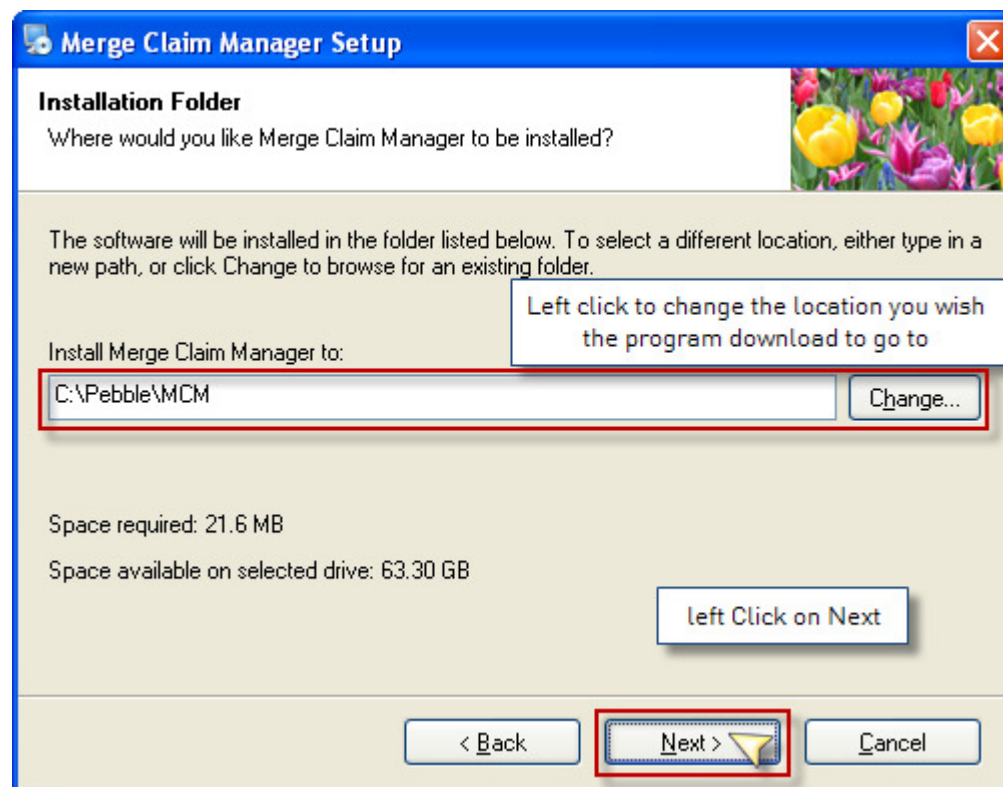 Merge Claim Manager Setup
Installation Folder
Where would you like Merge Claim Manager to be installed?
The software will be installed in the folder listed below. To select a different location, either type in a
new path, or click Change to browse for an existing folder.
Left click to change the location you wish
the program download to go to
Install Merge Claim Manager to:
C:\Pebble\MCM
Change...
Space required: 21.6 MB
Space available on selected drive: 63.30 GB
left Click on Next
< Back
Next >
Cancel